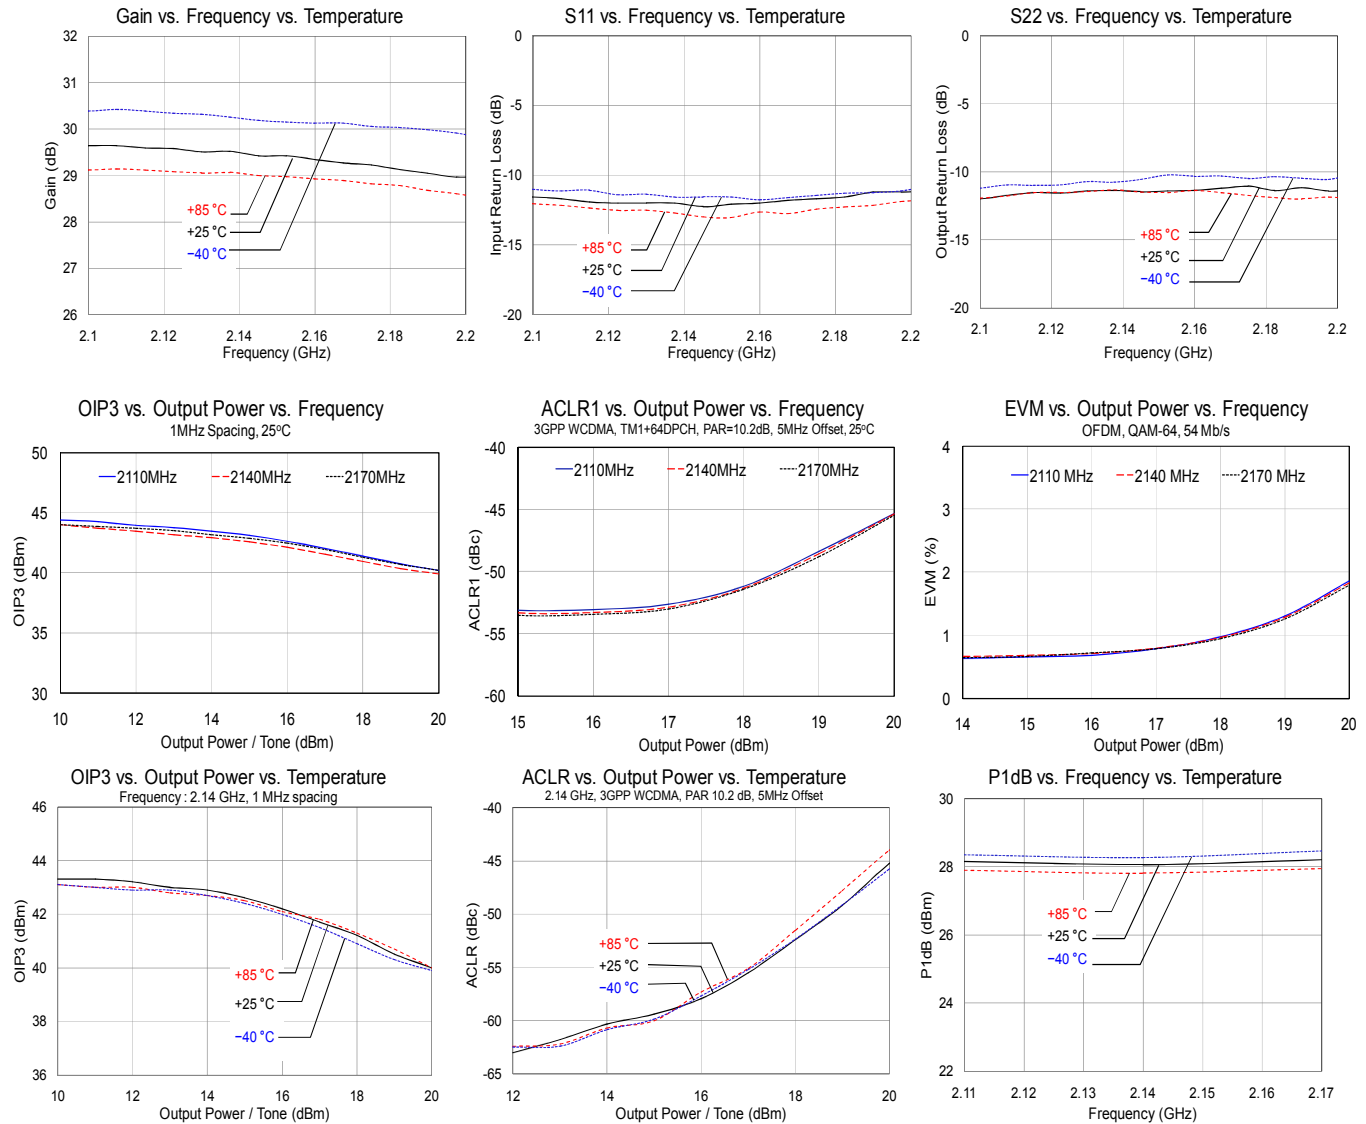 Gain vs. Frequency vs. Temperature
32
31
30
29
28
27
26
Gain (dB)
+85 °C
+25 °C
−40 °C
2.1 2.12 2.14 2.16 2.18 2.2
Frequency (GHz)
S11 vs. Frequency vs. Temperature
0
-5
-10
-15
-20
Input Return Loss (dB)
+85 °C
+25 °C
−40 °C
2.1 2.12 2.14 2.16 2.18 2.2
Frequency (GHz)
S22 vs. Frequency vs. Temperature
0
-5
-10
-15
-20
Output Return Loss (dB)
+85 °C
+25 °C
−40 °C
2.1 2.12 2.14 2.16 2.18 2.2
Frequency (GHz)
OIP3 vs. Output Power vs. Frequency
1MHz Spacing, 25ºC
50
45
40
35
30
OIP3 (dBm)
2110MHz 2140MHz 2170MHz
10 12 14 16 18 20
Output Power / Tone (dBm)
ACLR1 vs. Output Power vs. Frequency
3GPP WCDMA, TM1+64DPCH, PAR=10.2dB, 5MHz Offset, 25ºC
-40
-45
-50
-55
-60
ACLR1 (dBc)
2110MHz 2140MHz 2170MHz
15 16 17 18 19 20
Output Power (dBm)
EVM vs. Output Power vs. Frequency
OFDM, QAM-64, 54 Mb/s
4
3
2
1
0
EVM (%)
2110 MHz 2140 MHz 2170 MHz
14 15 16 17 18 19 20
Output Power (dBm)
OIP3 vs. Output Power vs. Temperature
Frequency : 2.14 GHz, 1 MHz spacing
46
44
42
40
38
36
OIP3 (dBm)
+85 °C
+25 °C
−40 °C
10 12 14 16 18 20
Output Power / Tone (dBm)
ACLR vs. Output Power vs. Temperature
2.14 GHz, 3GPP WCDMA, PAR 10.2 dB, 5MHz Offset
-40
-45
-50
-55
-60
-65
ACLR (dBc)
+85 °C
+25 °C
−40 °C
12 14 16 18 20
Output Power / Tone (dBm)
P1dB vs. Frequency vs. Temperature
30
28
26
24
22
P1dB (dBm)
+85 °C
+25 °C
−40 °C
2.11 2.12 2.13 2.14 2.15 2.16 2.17
Frequency (GHz)